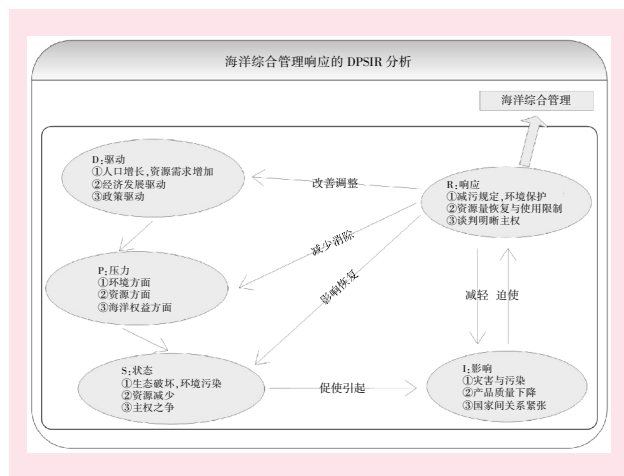 海洋综合管理响应的 DPSIR 分析
海洋综合管理
D:驱动
①人口增长,资源需求增加
②经济发展驱动
③政策驱动
改善调整
R:响应
①减污规定,环境保护
②资源量恢复与使用限制
③谈判明晰主权
减少消除
P:压力
①环境方面
②资源方面
③海洋权益方面
影响恢复
减轻 迫使
S:状态
①生态破坏,环境污染
②资源减少
③主权之争
促使引起
I:影响
①灾害与污染
②产品质量下降
③国家间关系紧张